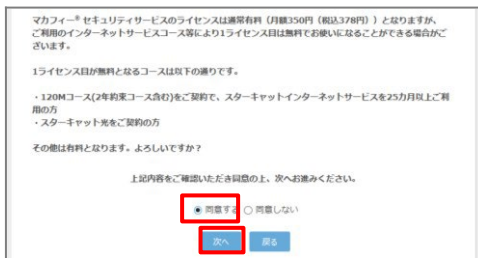 マカフィー® セキュリティサービスのライセンスは通常有料（月額350円（税込378円））となりますが、
ご利用のインターネットサービスコース等により1ライセンス目は無料でお使いになることができる場合がご
ざいます。
1ライセンス目が無料となるコースは以下の通りです。
・120Mコース(2年約束コース含む)をご契約で、スターキャットインターネットサービスを25カ月以上ご利
用の方
・スターキャット光をご契約の方
その他は有料となります。よろしいですか？
上記内容をご確認いただき同意の上、次へお進みください。
同意する 同意しない
次へ 戻る